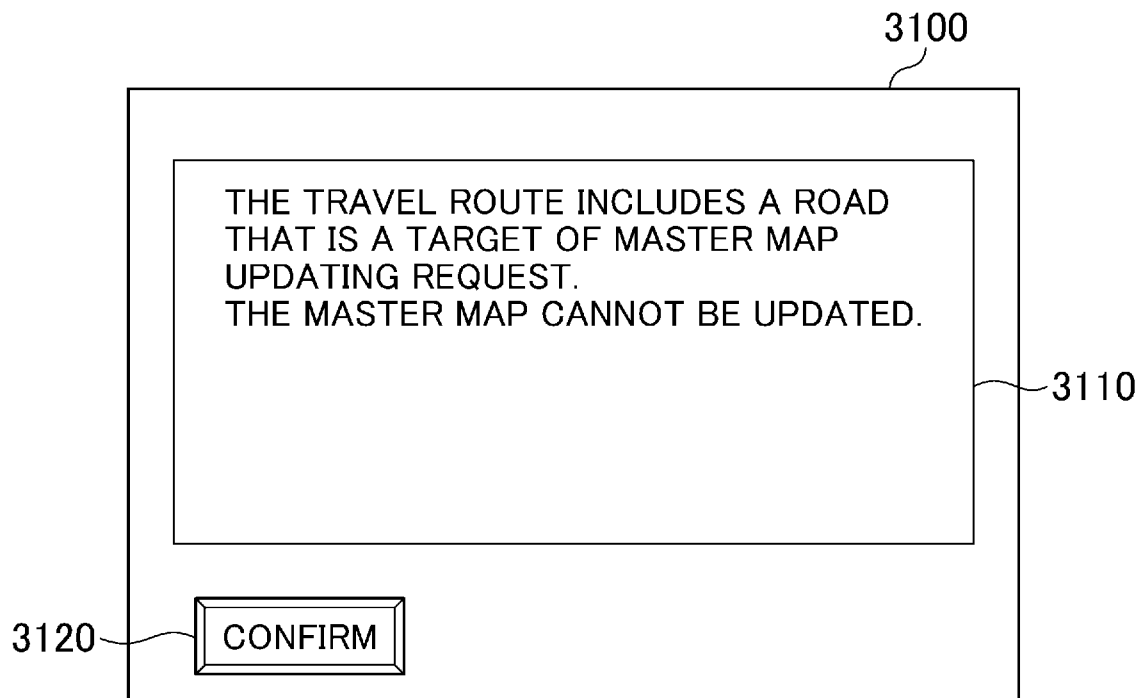 3100
THE TRAVEL ROUTE INCLUDES A ROAD
THAT IS A TARGET OF MASTER MAP
UPDATING REQUEST.
THE MASTER MAP CANNOT BE UPDATED.
3110
3120
CONFIRM